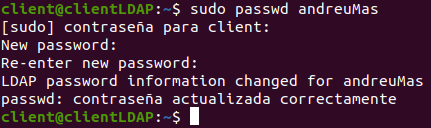 client@clientLDAP:~$ sudo passwd andreuMas
[sudo] contraseña para client:
New password:
Re-enter new password:
LDAP password information changed for andreuMas
passwd: contraseña actualizada correctamente
client@clientLDAP:~$